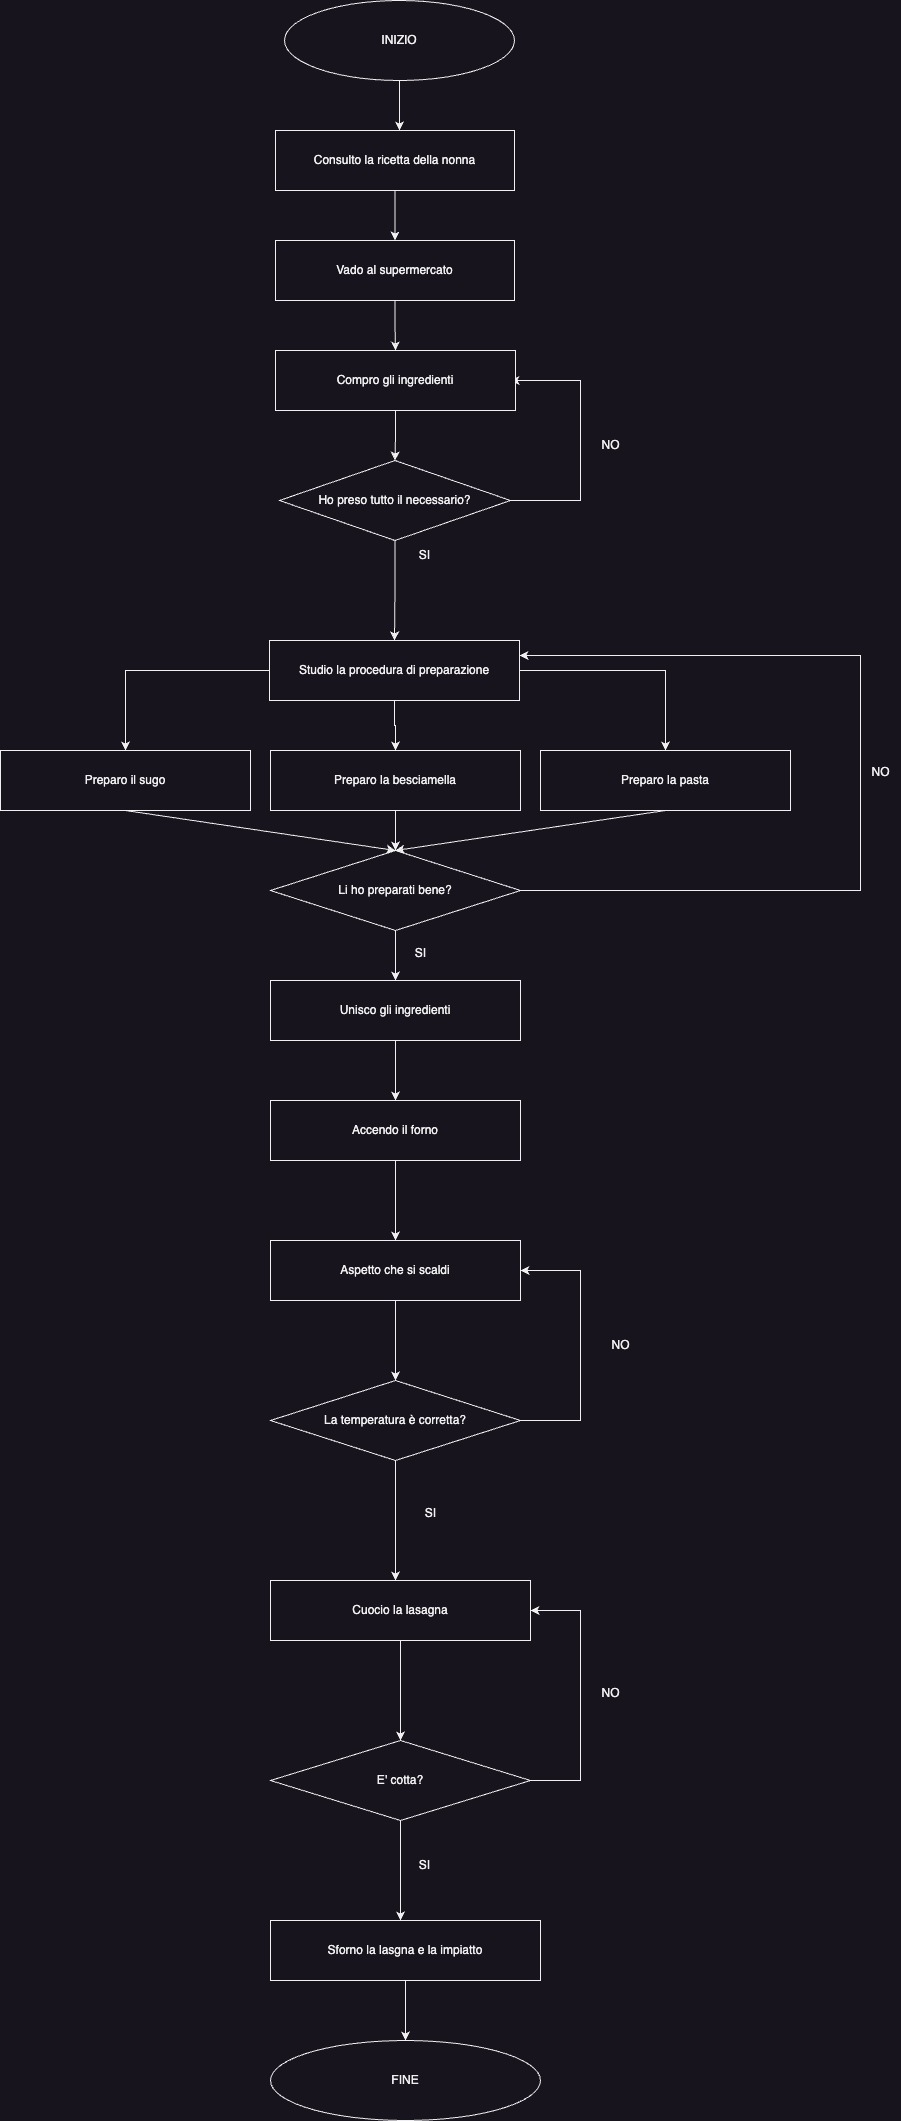 INIZIO
Consulto la ricetta della nonna
Vado al supermercato
Compro gli ingredienti
NO
Ho preso tutto il necessario?
SI
Studio la procedura di preparazione
NO
Preparo il sugo
Preparo la besciamella
Preparo la pasta
Li ho preparati bene?
SI
Unisco gli ingredienti
Accendo il forno
Aspetto che si scaldi
NO
La temperatura è corretta?
SI
Cuocio la lasagna
NO
E' cotta?
SI
Sforno la lasgna e la impiatto
FINE